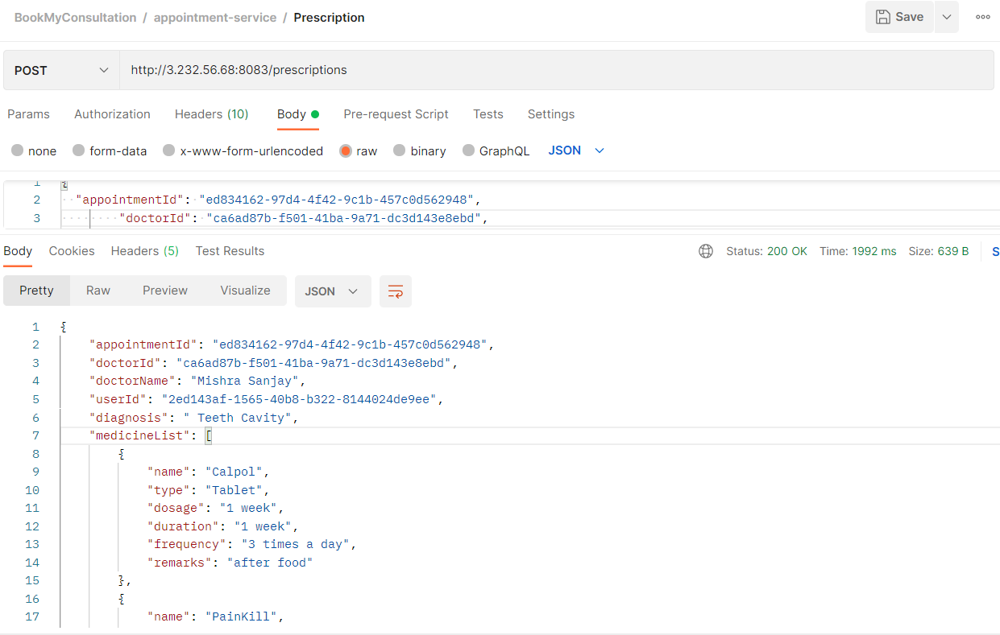 BookMyConsultation / appointment-service / Prescription Save
POST http://3.232.56.68:8083/prescriptions
Params Authorization Headers (10) Body Pre-request Script Tests Settings
none form-data x-www-form-urlencoded raw binary GraphQL JSON
1 {
2 "appointmentId": "ed834162-97d4-4f42-9c1b-457c0d562948",
3 "doctorId": "ca6ad87b-f501-41ba-9a71-dc3d143e8ebd",
Body Cookies Headers (5) Test Results Status: 200 OK Time: 1992 ms Size: 639 B S
Pretty Raw Preview Visualize JSON
1 {
2 "appointmentId": "ed834162-97d4-4f42-9c1b-457c0d562948",
3 "doctorId": "ca6ad87b-f501-41ba-9a71-dc3d143e8ebd",
4 "doctorName": "Mishra Sanjay",
5 "userId": "2ed143af-1565-40b8-b322-8144024de9ee",
6 "diagnosis": " Teeth Cavity",
7 "medicineList": [
8 {
9 "name": "Calpol",
10 "type": "Tablet",
11 "dosage": "1 week",
12 "duration": "1 week",
13 "frequency": "3 times a day",
14 "remarks": "after food"
15 },
16 {
17 "name": "PainKill",